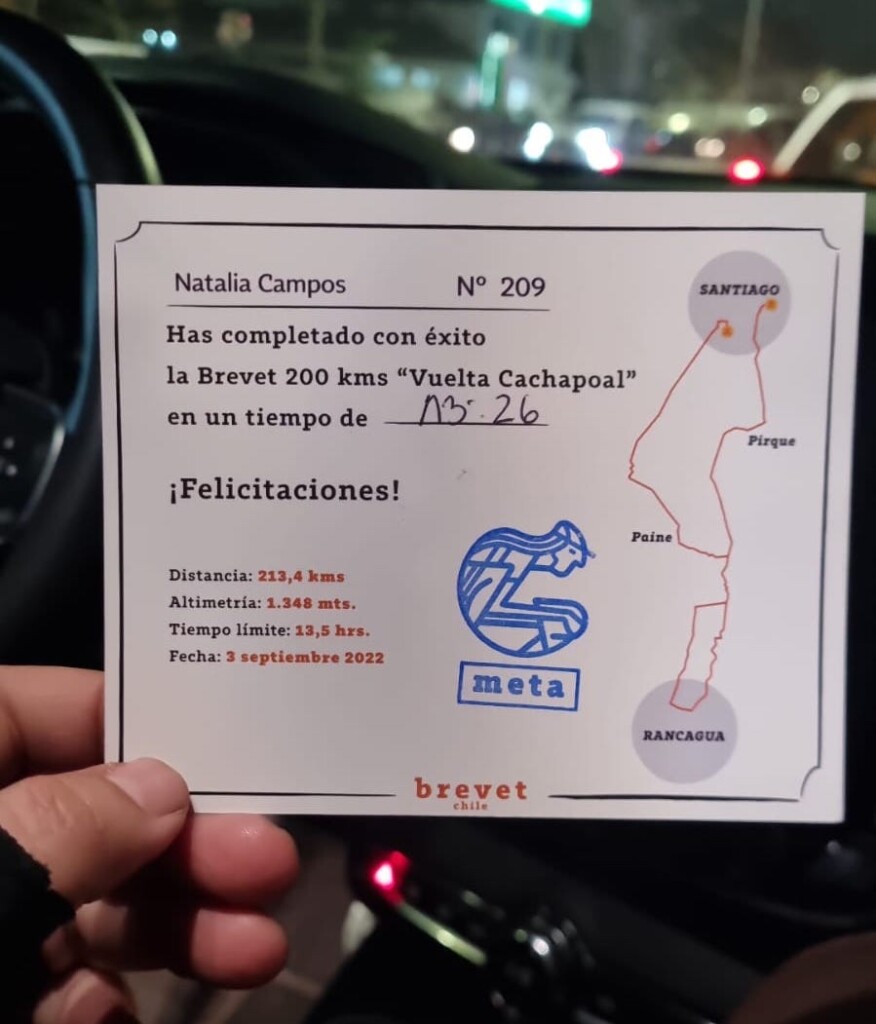 Natalia Campos Nº 209
Has completado con éxito
la Brevet 200 kms “Vuelta Cachapoal”
en un tiempo de 13:26
¡Felicitaciones!
Distancia: 213,4 kms
Altimetría: 1.348 mts.
Tiempo límite: 13,5 hrs.
Fecha: 3 septiembre 2022
meta
SANTIAGO
Pirque
Paine
RANCAGUA
brevet
chile